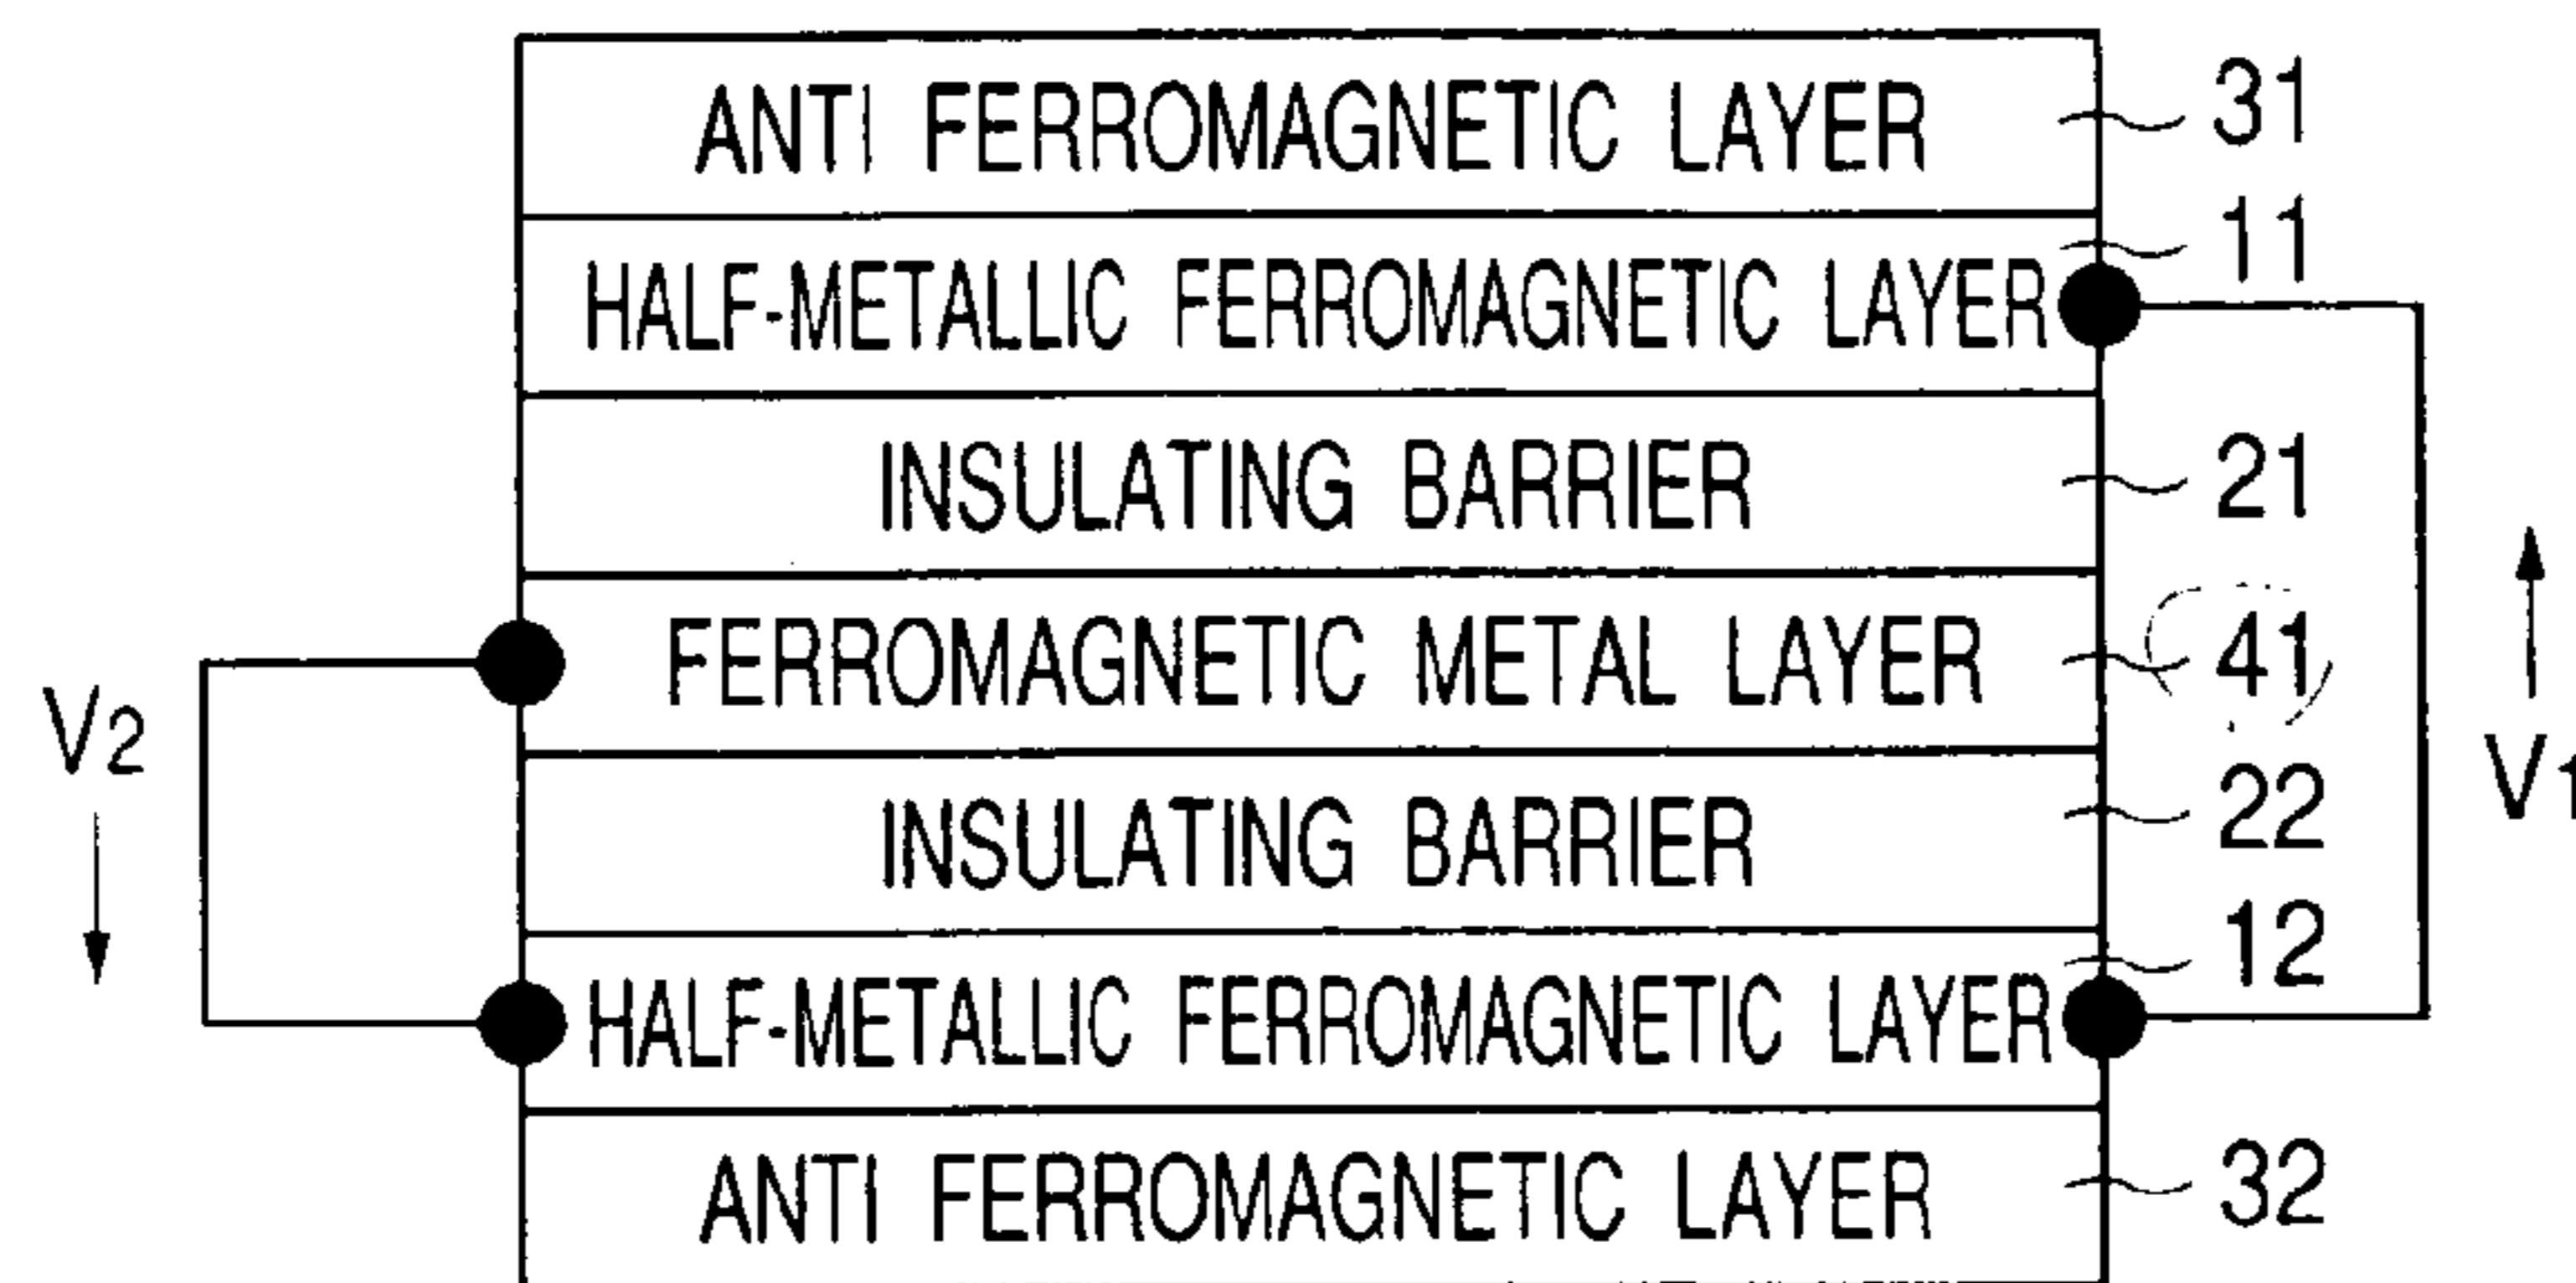 ANTI FERROMAGNETIC LAYER 31
11
HALF-METALLIC FERROMAGNETIC LAYER
INSULATING BARRIER 21
FERROMAGNETIC METAL LAYER 41
V2
V1
INSULATING BARRIER 22
12
HALF-METALLIC FERROMAGNETIC LAYER
ANTI FERROMAGNETIC LAYER 32